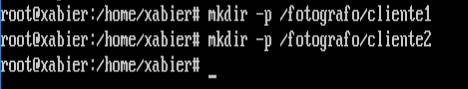 root@xabier:/home/xabier# mkdir -p /fotografo/cliente1
root@xabier:/home/xabier# mkdir -p /fotografo/cliente2
root@xabier:/home/xabier# _